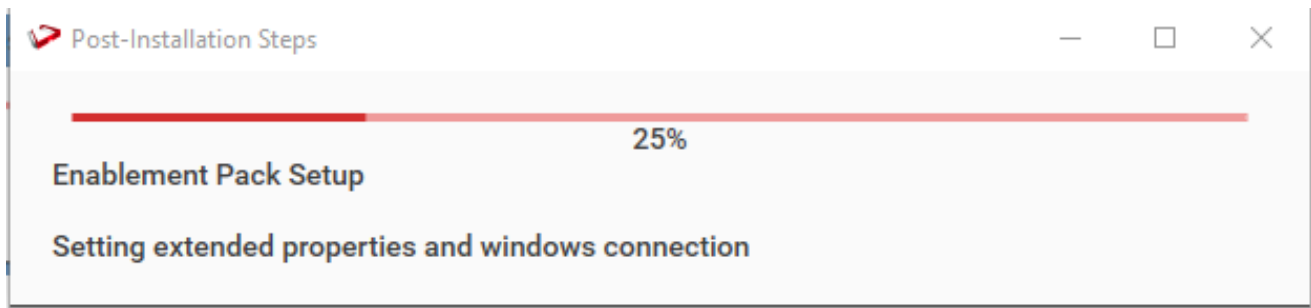 Post-Installation Steps
25%
Enablement Pack Setup
Setting extended properties and windows connection